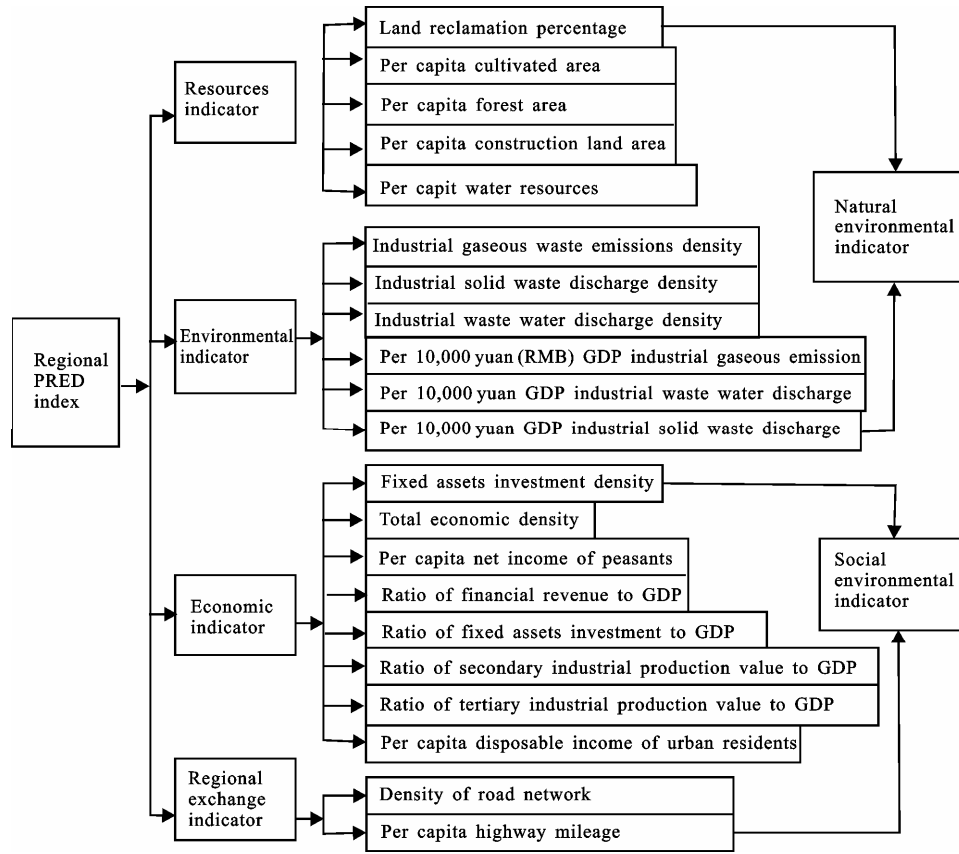 Regional
PRED
index
Resources
indicator
Land reclamation percentage
Per capita cultivated area
Per capita forest area
Per capita construction land area
Per capit water resources
Environmental
indicator
Industrial gaseous waste emissions density
Industrial solid waste discharge density
Industrial waste water discharge density
Per 10,000 yuan (RMB) GDP industrial gaseous emission
Per 10,000 yuan GDP industrial waste water discharge
Per 10,000 yuan GDP industrial solid waste discharge
Natural
environmental
indicator
Economic
indicator
Fixed assets investment density
Total economic density
Per capita net income of peasants
Ratio of financial revenue to GDP
Ratio of fixed assets investment to GDP
Ratio of secondary industrial production value to GDP
Ratio of tertiary industrial production value to GDP
Per capita disposable income of urban residents
Regional
exchange
indicator
Density of road network
Per capita highway mileage
Social
environmental
indicator